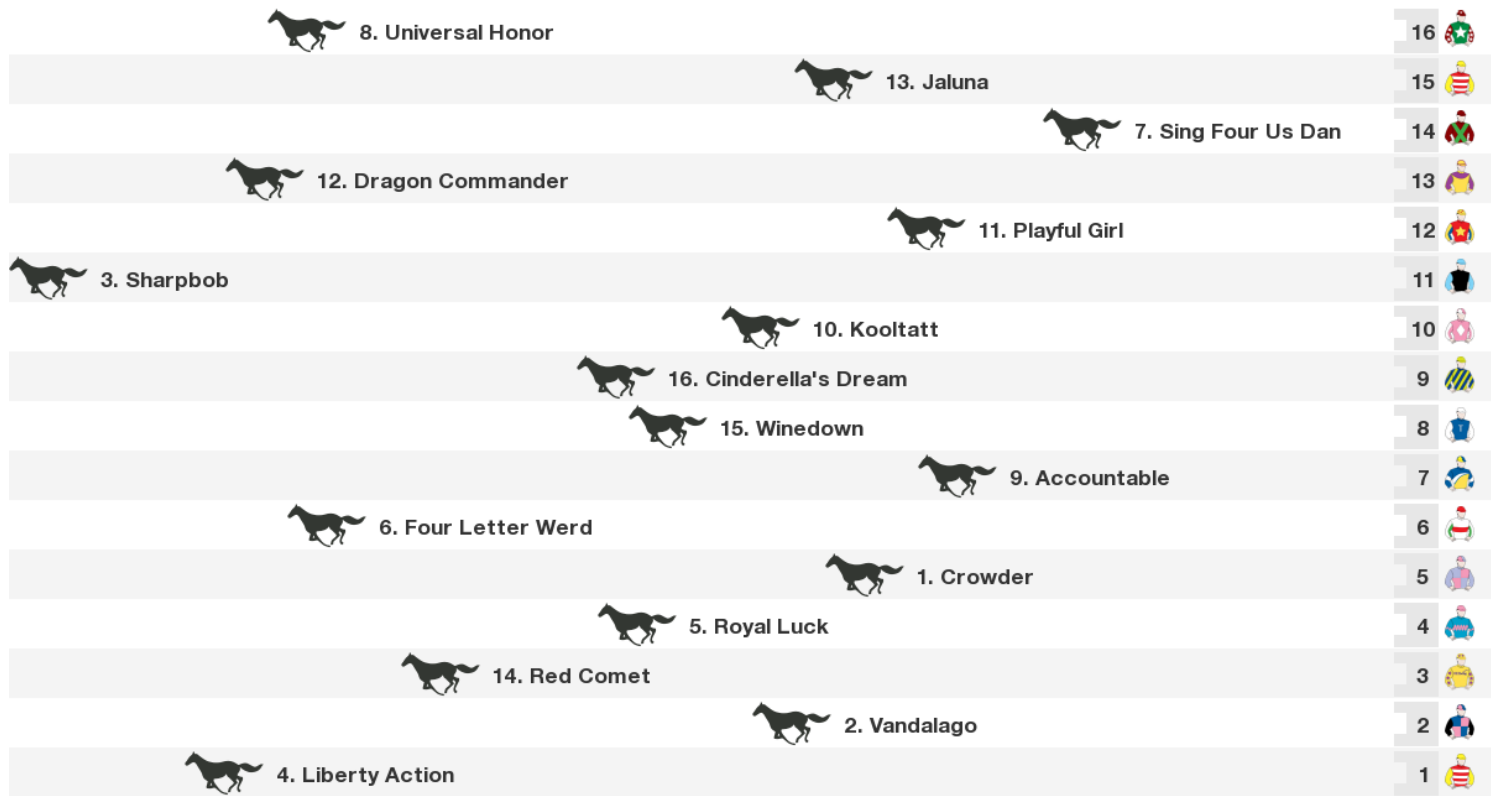 8. Universal Honor 16
13. Jaluna 15
7. Sing Four Us Dan 14
12. Dragon Commander 13
11. Playful Girl 12
3. Sharpbob 11
10. Kooltatt 10
16. Cinderella's Dream 9
15. Winedown 8
9. Accountable 7
6. Four Letter Werd 6
1. Crowder 5
5. Royal Luck 4
14. Red Comet 3
2. Vandalago 2
4. Liberty Action 1